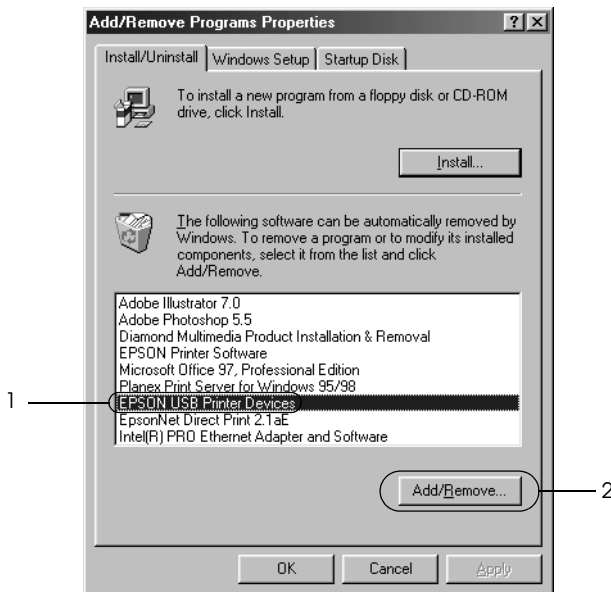 Add/Remove Programs Properties
Install/Uninstall Windows Setup Startup Disk
To install a new program from a floppy disk or CD-ROM
drive, click Install.
Install...
The following software can be automatically removed by
Windows. To remove a program or to modify its installed
components, select it from the list and click
Add/Remove.
Adobe Illustrator 7.0
Adobe Photoshop 5.5
Diamond Multimedia Product Installation & Removal
EPSON Printer Software
Microsoft Office 97, Professional Edition
Planex Print Server for Windows 95/98
1 EPSON USB Printer Devices
EpsonNet Direct Print 2.1aE
Intel(R) PRO Ethernet Adapter and Software
Add/Remove... 2
OK Cancel Apply